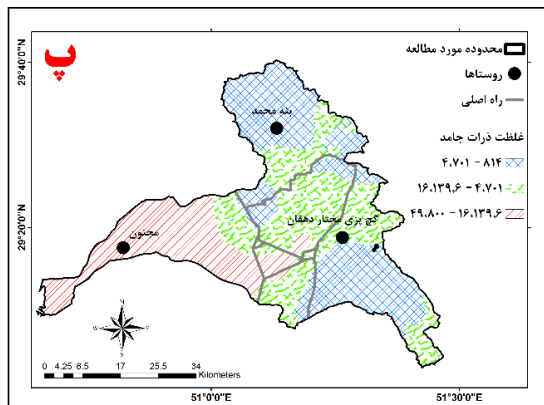 پ
29°40'0"N
29°20'0"N
محدوده مورد مطالعه
روستاها
راه اصلی
غلظت ذرات جامد
۴.۷۰۱ - ۸۱۴
۱۶.۱۳۹,۶ - ۴.۷۰۱
۴۹.۸۰۰ - ۱۶.۱۳۹,۶
بنه محمد
گچ پزی مختار دهقان
مجنون
N
E
S
W
0 4.25 8.5 17 25.5 34
Kilometers
51°0'0"E
51°30'0"E